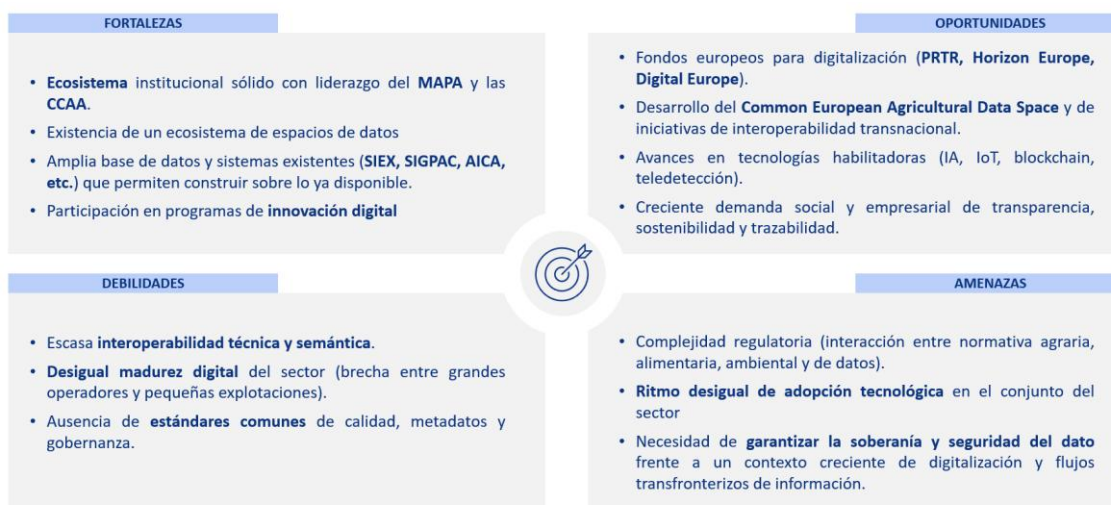 FORTALEZAS
• Ecosistema institucional sólido con liderazgo del MAPA y las
CCAA.
• Existencia de un ecosistema de espacios de datos
• Amplia base de datos y sistemas existentes (SIEX, SIGPAC, AICA,
etc.) que permiten construir sobre lo ya disponible.
• Participación en programas de innovación digital
OPORTUNIDADES
• Fondos europeos para digitalización (PRTR, Horizon Europe,
Digital Europe).
• Desarrollo del Common European Agricultural Data Space y de
iniciativas de interoperabilidad transnacional.
• Avances en tecnologías habilitadoras (IA, IoT, blockchain,
teledetección).
• Creciente demanda social y empresarial de transparencia,
sostenibilidad y trazabilidad.
DEBILIDADES
• Escasa interoperabilidad técnica y semántica.
• Desigual madurez digital del sector (brecha entre grandes
operadores y pequeñas explotaciones).
• Ausencia de estándares comunes de calidad, metadatos y
gobernanza.
AMENAZAS
• Complejidad regulatoria (interacción entre normativa agraria,
alimentaria, ambiental y de datos).
• Ritmo desigual de adopción tecnológica en el conjunto del
sector
• Necesidad de garantizar la soberanía y seguridad del dato
frente a un contexto creciente de digitalización y flujos
transfronterizos de información.